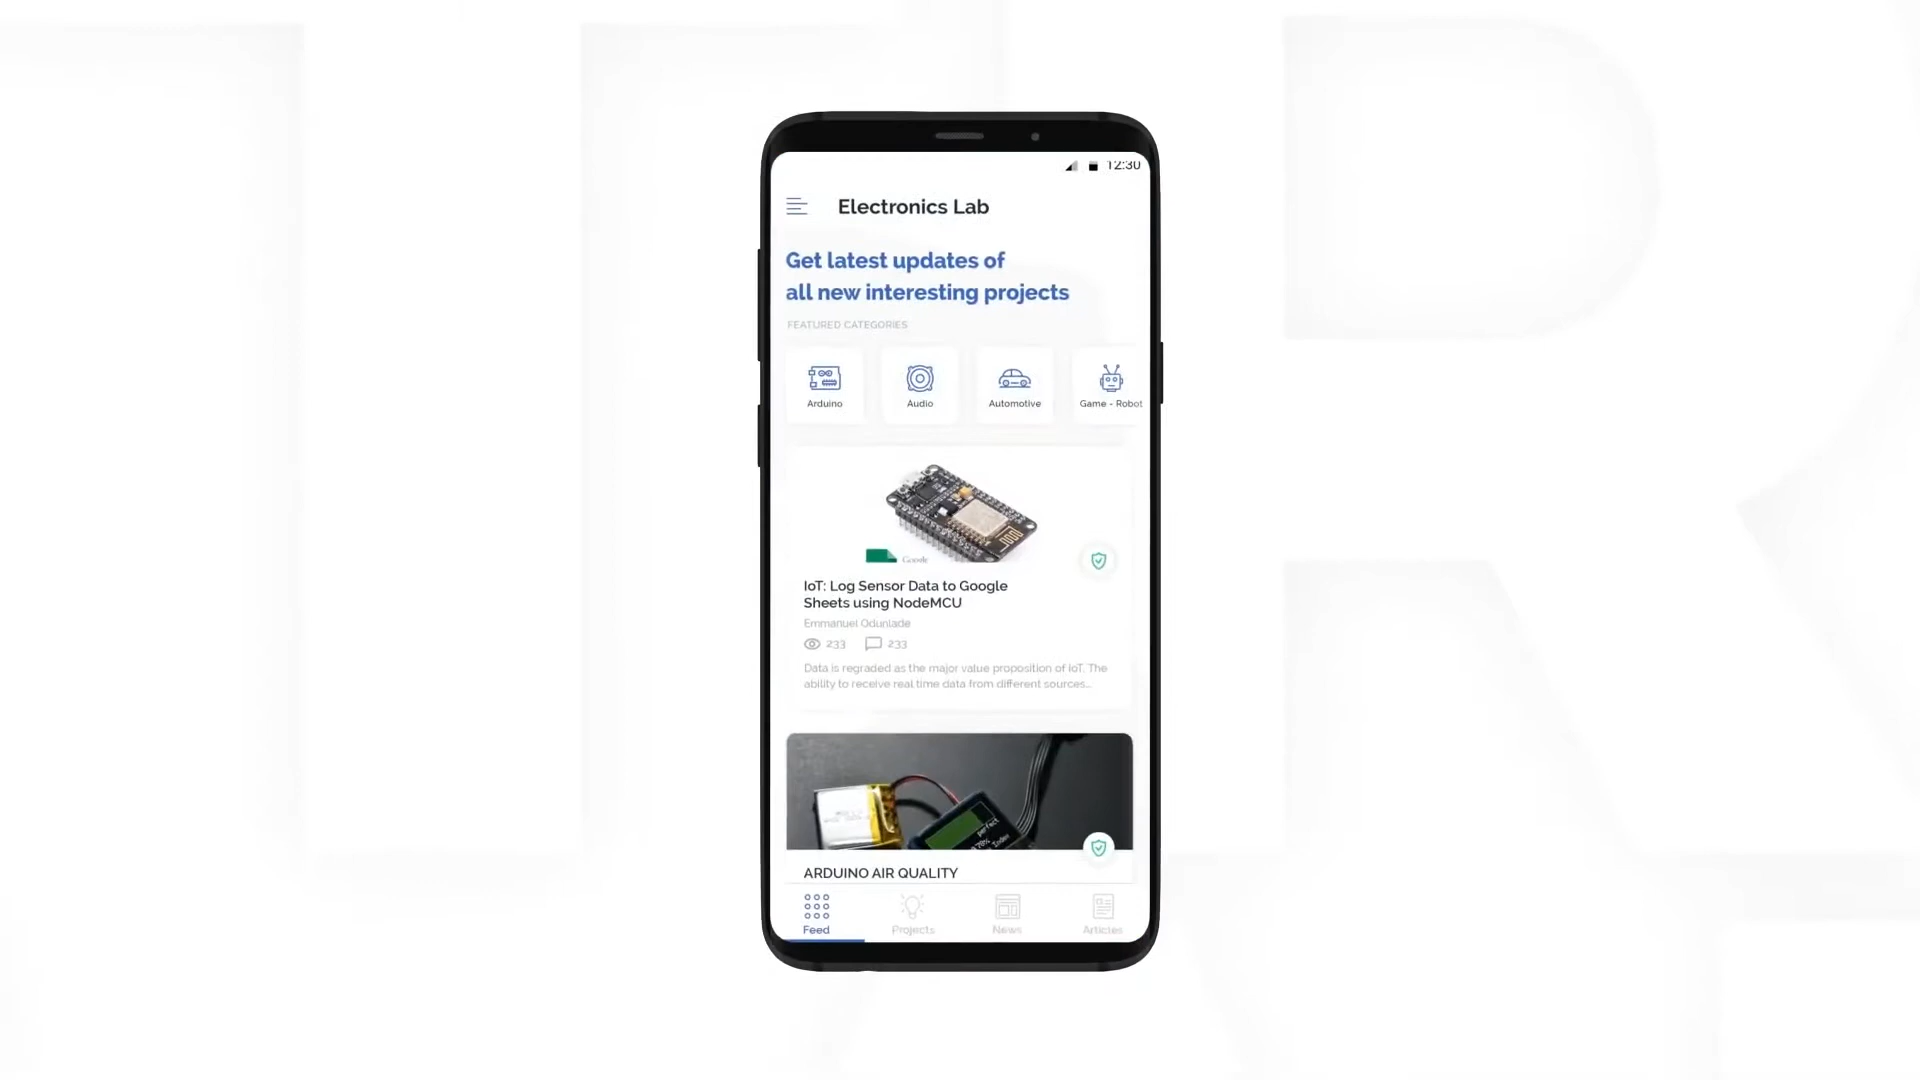 12:30
Electronics Lab
Get latest updates of
all new interesting projects
FEATURED CATEGORIES
Arduino
Audio
Automotive
Game - Robot
Google
IoT: Log Sensor Data to Google
Sheets using NodeMCU
Emmanuel Odunlade
233 233
Data is regraded as the major value proposition of IoT. The
ability to receive real time data from different sources...
perfect
Index
ARDUINO AIR QUALITY
Feed
Projects
News
Articles